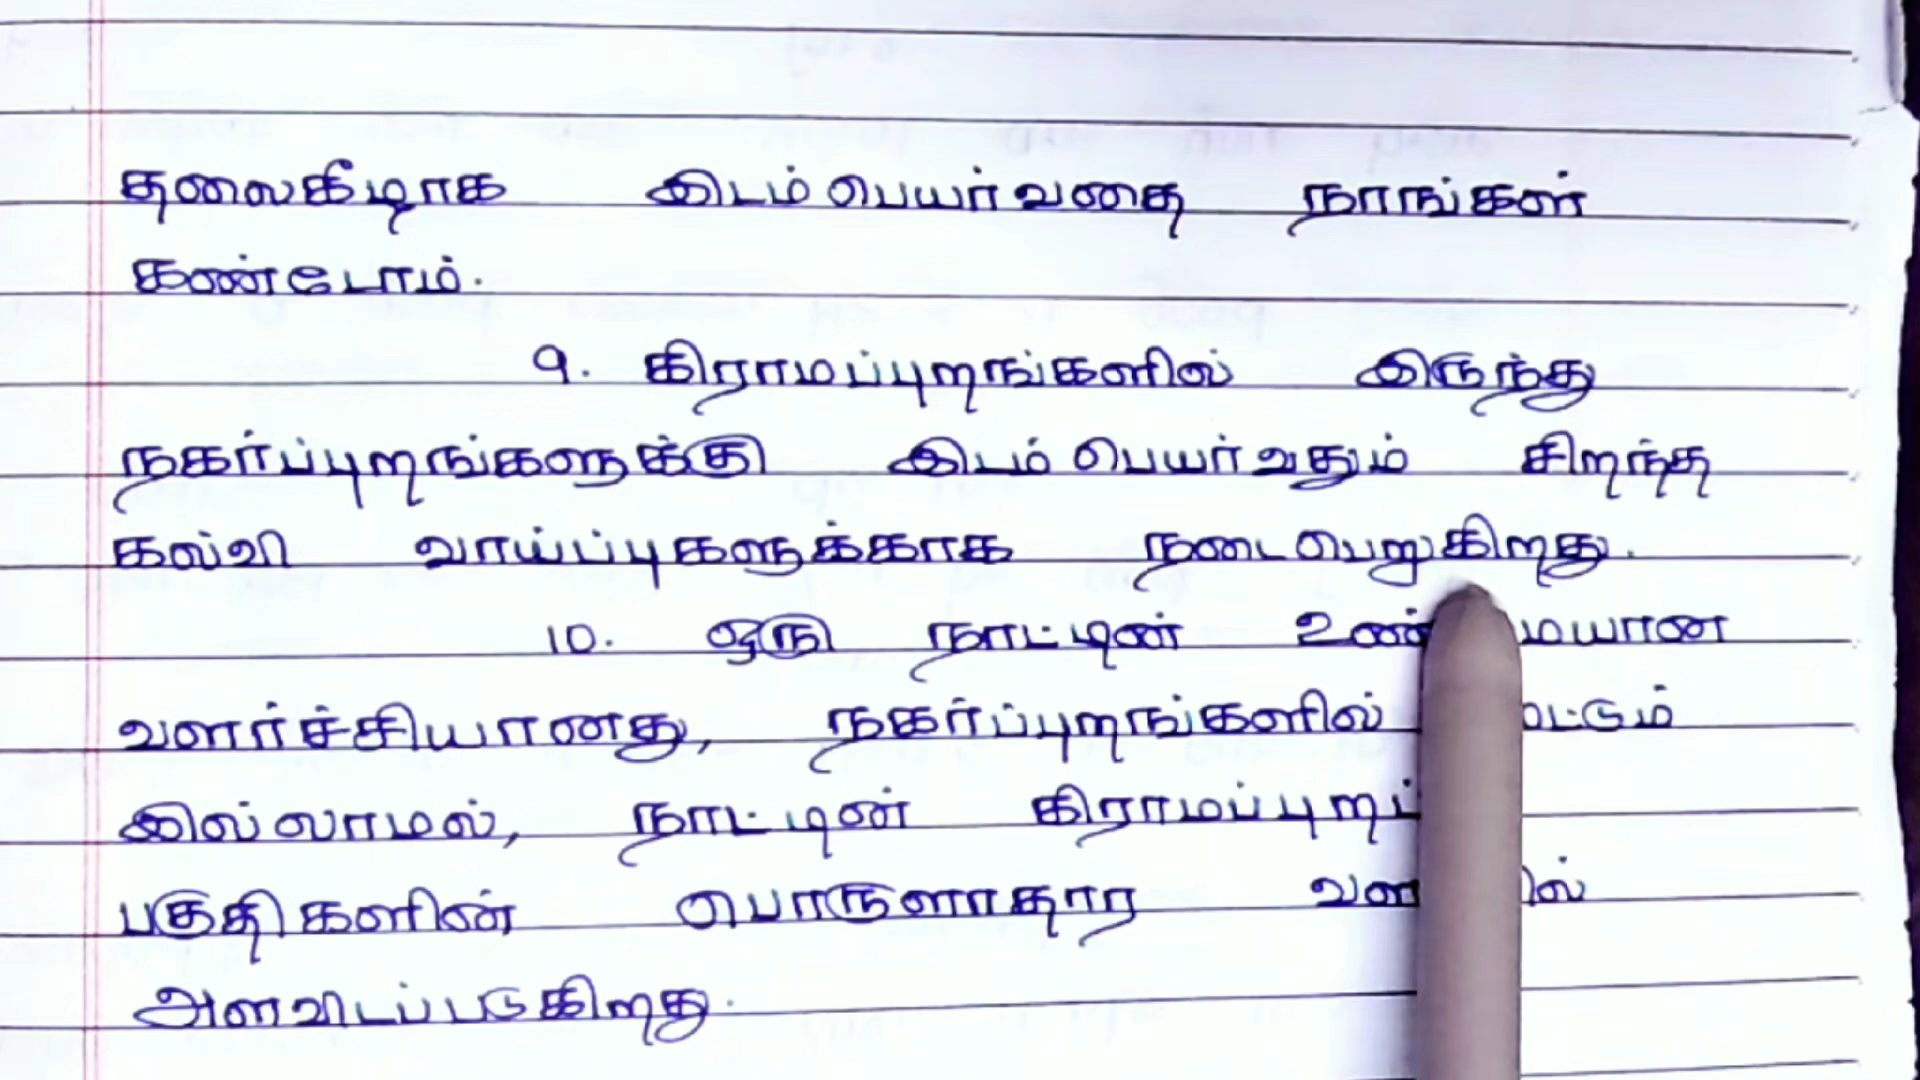 தலைகீழாக இடம்பெயர்வதை நாங்கள்
கண்டோம்.
9. கிராமப்புறங்களில் இருந்து
நகர்ப்புறங்களுக்கு இடம்பெயர்வதும் சிறந்த
கல்வி வாய்ப்புகளுக்காக நடைபெறுகிறது.
10. ஒரு நாட்டின்
வளர்ச்சியானது, நகர்ப்புறங்களில்
இல்லாமல், நாட்டின் கிராமப்புறப்
பகுதிகளின் பொருளாதார
அளவிடப்படுகிறது.